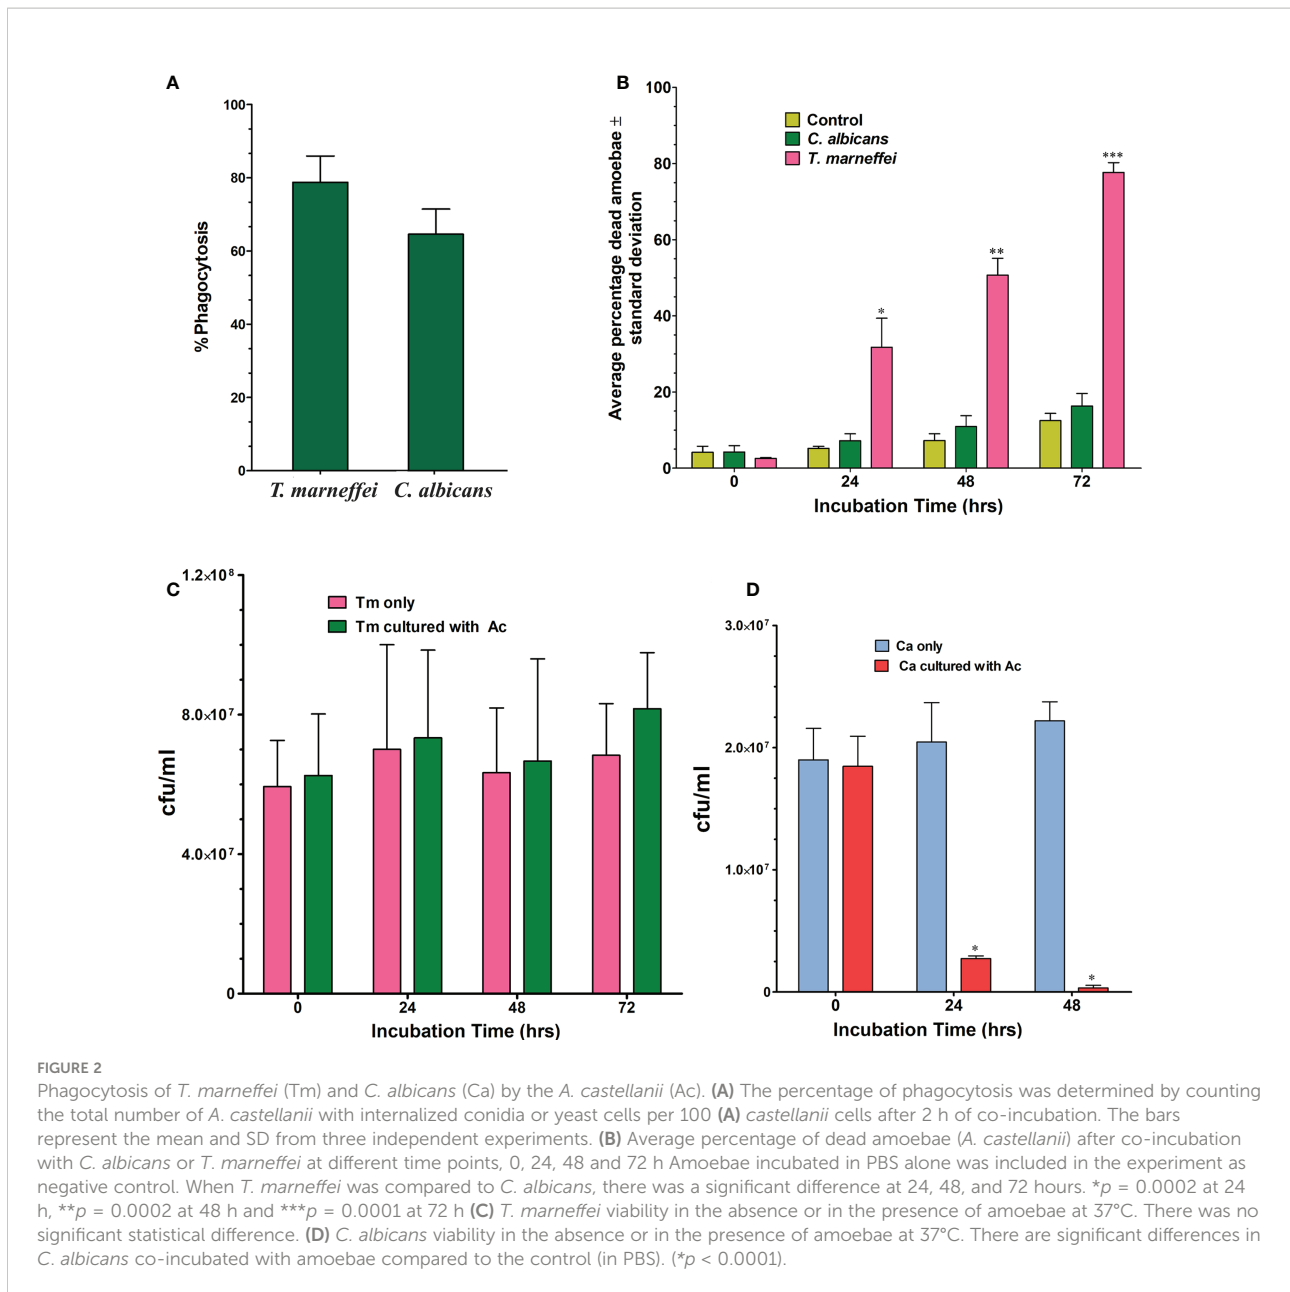 A
100
80
60
40
20
0
%Phagocytosis
T. marneffei C. albicans
B
100
80
60
40
20
0
Average percentage dead amoebae ±
standard deviation
Control
C. albicans
T. marneffei
*
**
***
0 24 48 72
Incubation Time (hrs)
C
1.2×10⁸
8.0×10⁷
4.0×10⁷
0
cfu/ml
Tm only
Tm cultured with Ac
0 24 48 72
Incubation Time (hrs)
D
3.0×10⁷
2.0×10⁷
1.0×10⁷
0
cfu/ml
Ca only
Ca cultured with Ac
*
*
0 24 48
Incubation Time (hrs)
FIGURE 2
Phagocytosis of T. marneffei (Tm) and C. albicans (Ca) by the A. castellanii (Ac). (A) The percentage of phagocytosis was determined by counting
the total number of A. castellanii with internalized conidia or yeast cells per 100 (A) castellanii cells after 2 h of co-incubation. The bars
represent the mean and SD from three independent experiments. (B) Average percentage of dead amoebae (A. castellanii) after co-incubation
with C. albicans or T. marneffei at different time points, 0, 24, 48 and 72 h Amoebae incubated in PBS alone was included in the experiment as
negative control. When T. marneffei was compared to C. albicans, there was a significant difference at 24, 48, and 72 hours. *p = 0.0002 at 24
h, **p = 0.0002 at 48 h and ***p = 0.0001 at 72 h (C) T. marneffei viability in the absence or in the presence of amoebae at 37°C. There was no
significant statistical difference. (D) C. albicans viability in the absence or in the presence of amoebae at 37°C. There are significant differences in
C. albicans co-incubated with amoebae compared to the control (in PBS). (*p < 0.0001).